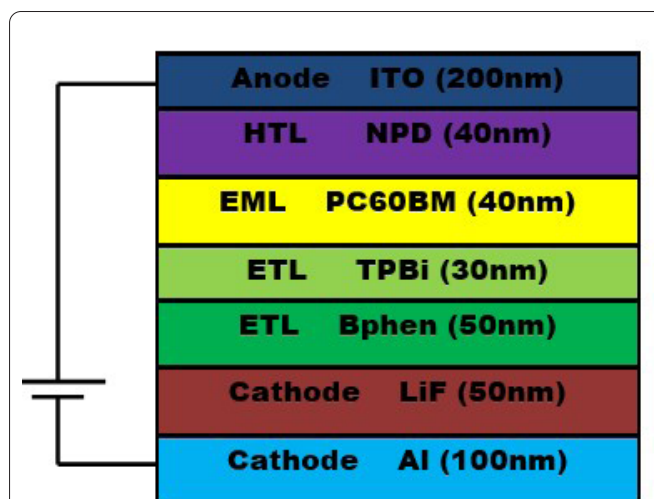 Anode ITO (200nm)
HTL NPD (40nm)
EML PC60BM (40nm)
ETL TPBi (30nm)
ETL Bphen (50nm)
Cathode LiF (50nm)
Cathode Al (100nm)